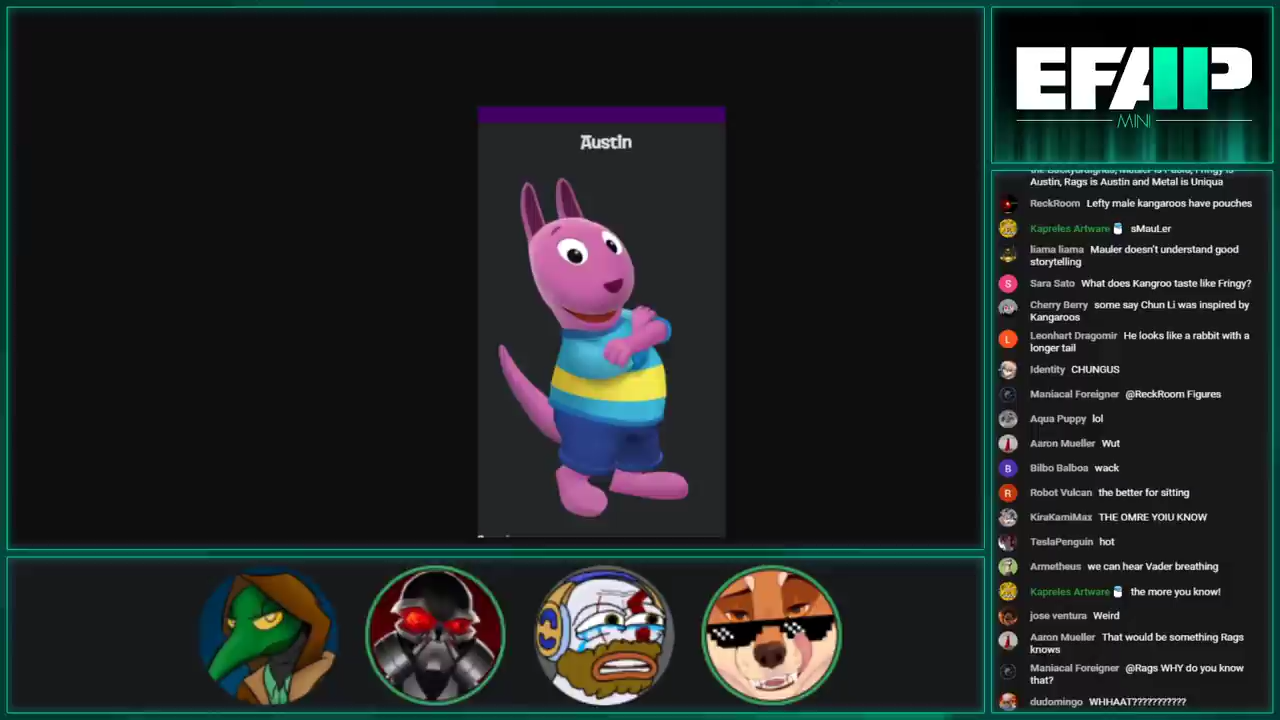 Austin
EFAP
MINI
Austin, Rags is Austin and Metal is Uniqua
ReckRoom Lefty male kangaroos have pouches
Kapreles Artware sMauLer
liama liama Mauler doesn't understand good
storytelling
Sara Sato What does Kangroo taste like Fringy?
Cherry Berry some say Chun Li was inspired by
Kangaroos
Leonhart Dragomir He looks like a rabbit with a
longer tail
Identity CHUNGUS
Maniacal Foreigner @ReckRoom Figures
Aqua Puppy lol
Aaron Mueller Wut
Bilbo Balboa wack
Robot Vulcan the better for sitting
KiraKamiMax THE OMRE YOIU KNOW
TeslaPenguin hot
Armetheus we can hear Vader breathing
Kapreles Artware the more you know!
jose ventura Weird
Aaron Mueller That would be something Rags
knows
Maniacal Foreigner @Rags WHY do you know
that?
dudomingo WHHAAT???????????